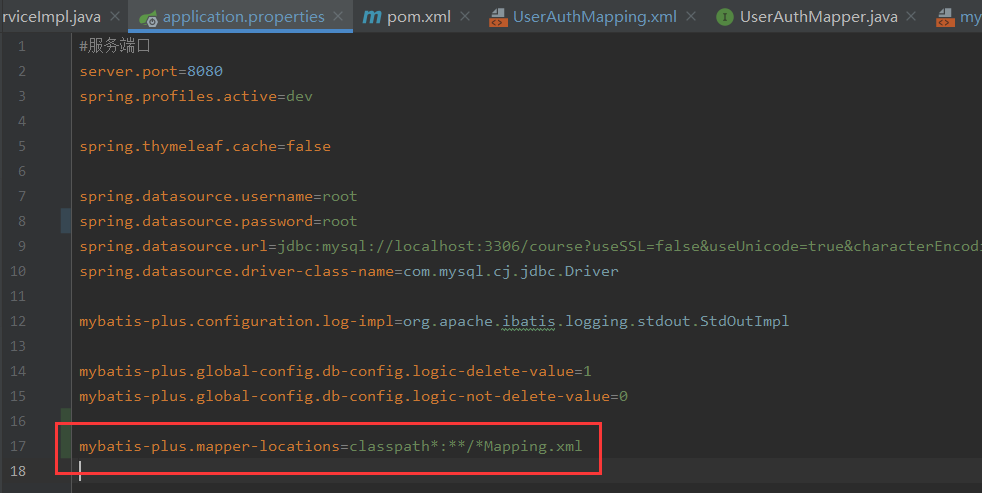 rviceImpl.java application.properties pom.xml UserAuthMapping.xml UserAuthMapper.java my
1 #服务端口
2 server.port=8080
3 spring.profiles.active=dev
4
5 spring.thymeleaf.cache=false
6
7 spring.datasource.username=root
8 spring.datasource.password=root
9 spring.datasource.url=jdbc:mysql://localhost:3306/course?useSSL=false&useUnicode=true&characterEncodi
10 spring.datasource.driver-class-name=com.mysql.cj.jdbc.Driver
11
12 mybatis-plus.configuration.log-impl=org.apache.ibatis.logging.stdout.StdOutImpl
13
14 mybatis-plus.global-config.db-config.logic-delete-value=1
15 mybatis-plus.global-config.db-config.logic-not-delete-value=0
16
17 mybatis-plus.mapper-locations=classpath*:**/*Mapping.xml
18